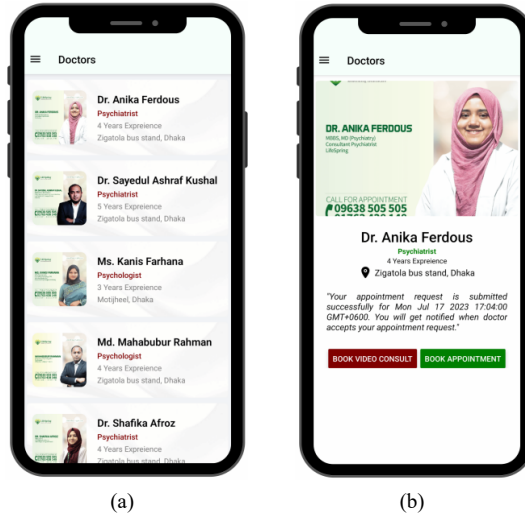 Doctors
Dr. Anika Ferdous
Psychiatrist
4 Years Expreience
Zigatola bus stand, Dhaka
Dr. Sayedul Ashraf Kushal
Psychiatrist
5 Years Expreience
Zigatola bus stand, Dhaka
Ms. Kanis Farhana
Psychologist
3 Years Expreience
Motijheel, Dhaka
Md. Mahabubur Rahman
Psychologist
4 Years Expreience
Zigatola bus stand, Dhaka
Dr. Shafika Afroz
Psychiatrist
4 Years Expreience
Zigatola bus stand, Dhaka
(a)
Doctors
DR. ANIKA FERDOUS
MBBS, MD (Psychiatry)
Consultant Psychiatrist
LifeSpring
CALL FOR APPOINTMENT
09638 505 505
Dr. Anika Ferdous
Psychiatrist
4 Years Expreience
Zigatola bus stand, Dhaka
"Your appointment request is submitted
successfully for Mon Jul 17 2023 17:04:00
GMT+0600. You will get notified when doctor
accepts your appointment request."
BOOK VIDEO CONSULT
BOOK APPOINTMENT
(b)